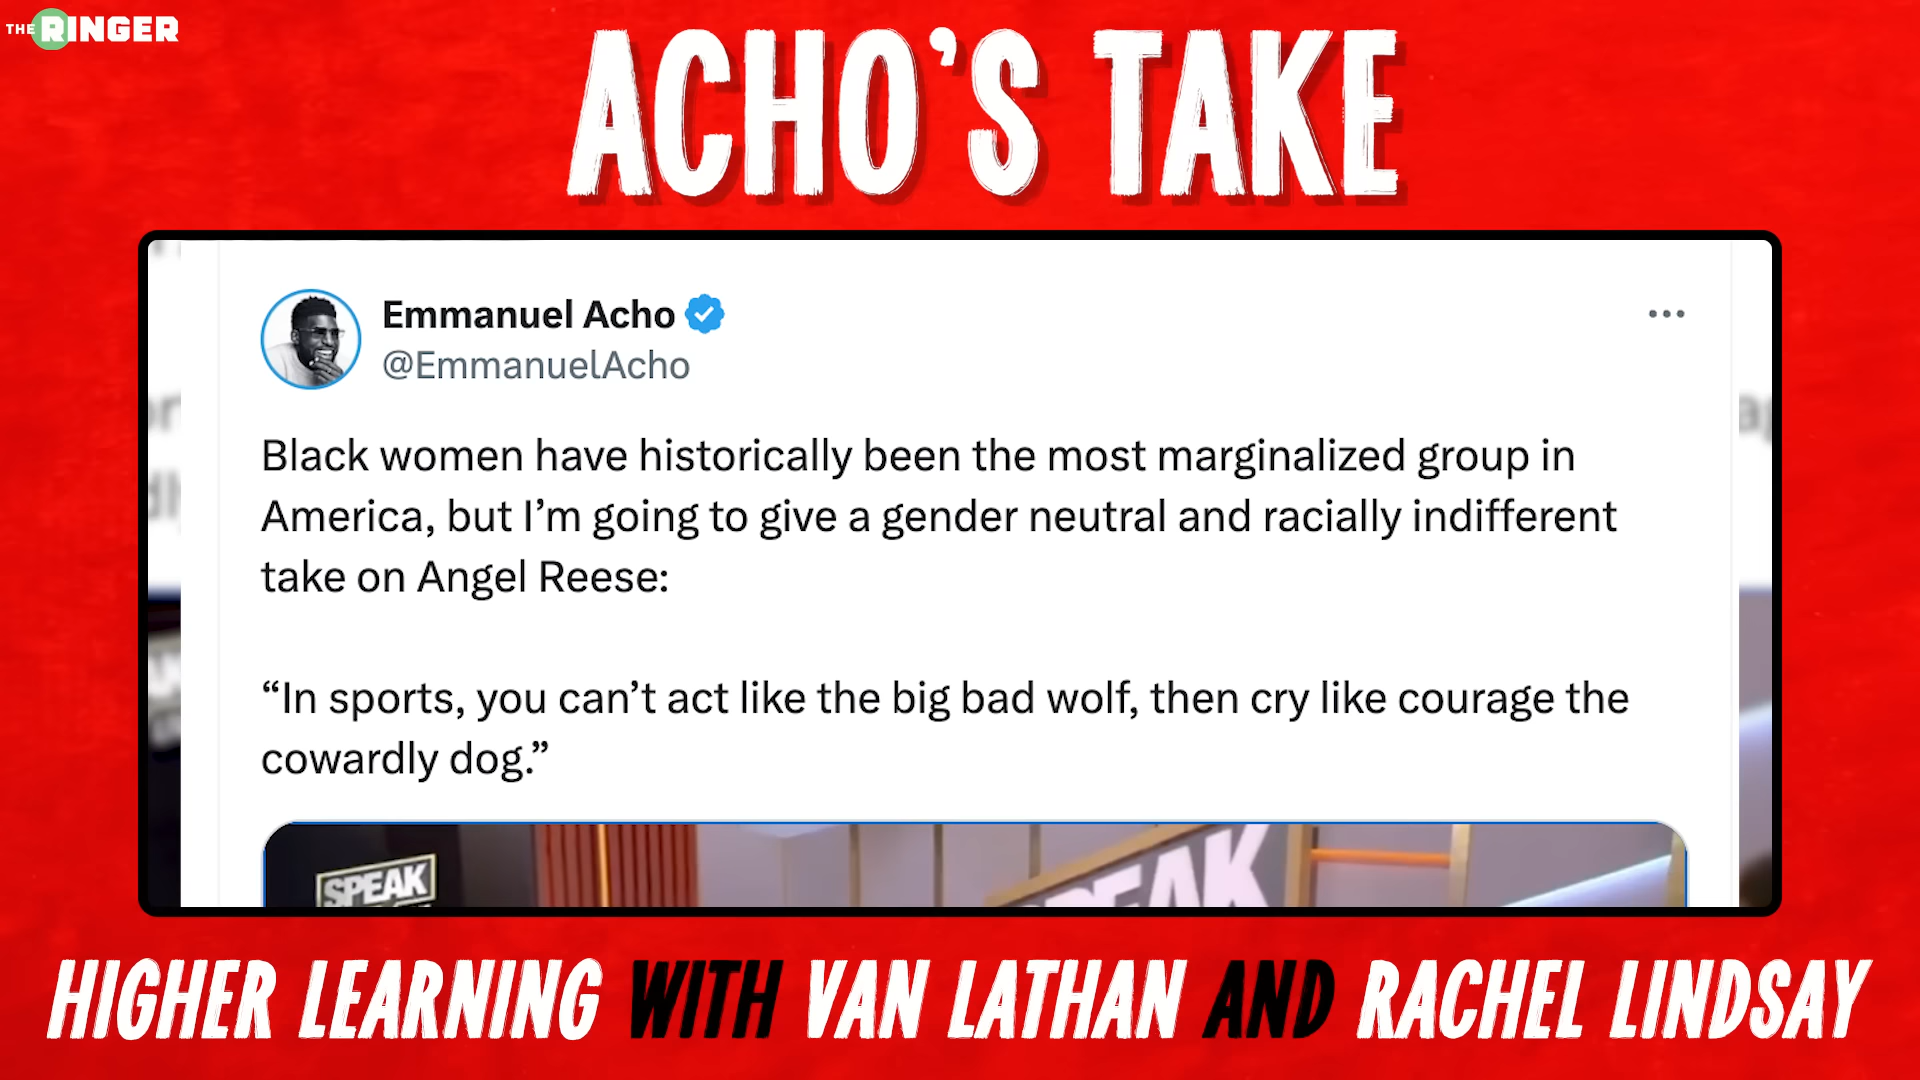 THE RINGER
ACHO'S TAKE
Emmanuel Acho
@EmmanuelAcho
Black women have historically been the most marginalized group in
America, but I'm going to give a gender neutral and racially indifferent
take on Angel Reese:
“In sports, you can't act like the big bad wolf, then cry like courage the
cowardly dog.”
SPEAK
SPEAK
HIGHER LEARNING WITH VAN LATHAN AND RACHEL LINDSAY